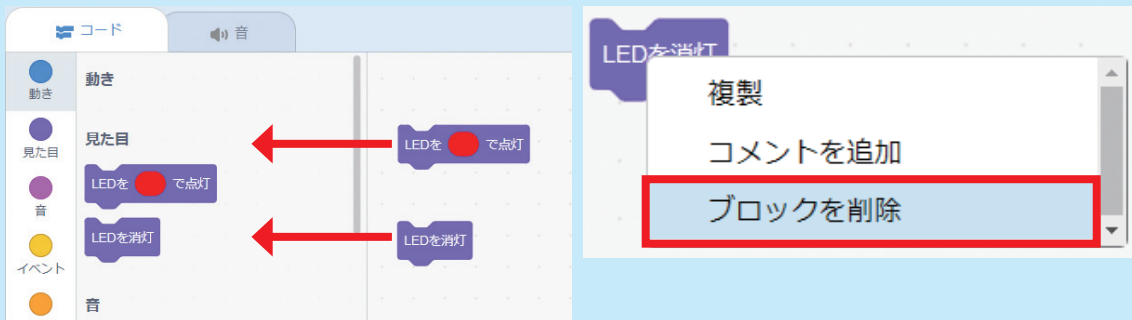 コード
音
動き
動き
見た目
見た目
LEDを で点灯
LEDを で点灯
音
LEDを消灯
LEDを消灯
イベント
音
LEDを消灯
複製
コメントを追加
ブロックを削除